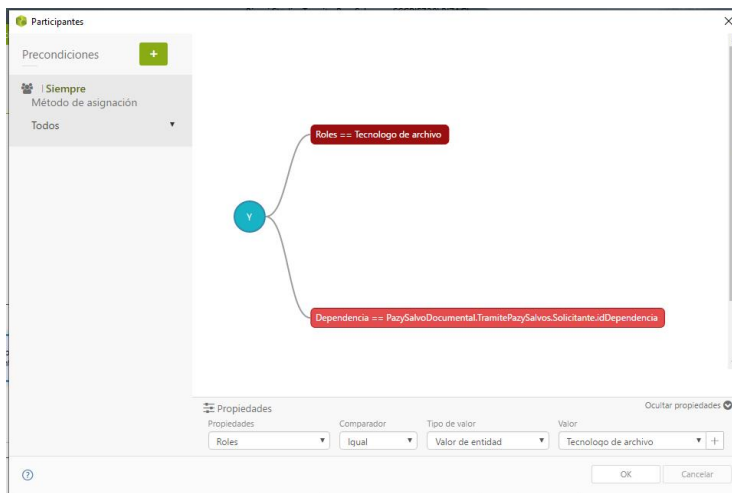 Participantes
Precondiciones
+
Siempre
Método de asignación
Todos
Roles == Tecnologo de archivo
Y
Dependencia == PazySalvoDocumental.TramitePazySalvos.Solicitante.idDependencia
Propiedades
Ocultar propiedades
Propiedades Comparador Tipo de valor Valor
Roles Igual Valor de entidad Tecnologo de archivo +
? OK Cancelar